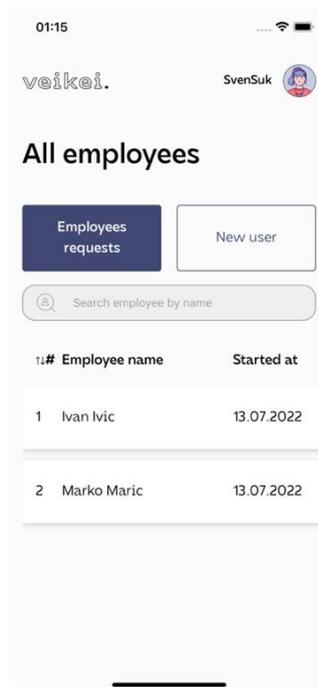 01:15
veikei.
SvenSuk
All employees
Employees
requests
New user
Search employee by name
↑↓# Employee name Started at
1 Ivan Ivic 13.07.2022
2 Marko Maric 13.07.2022